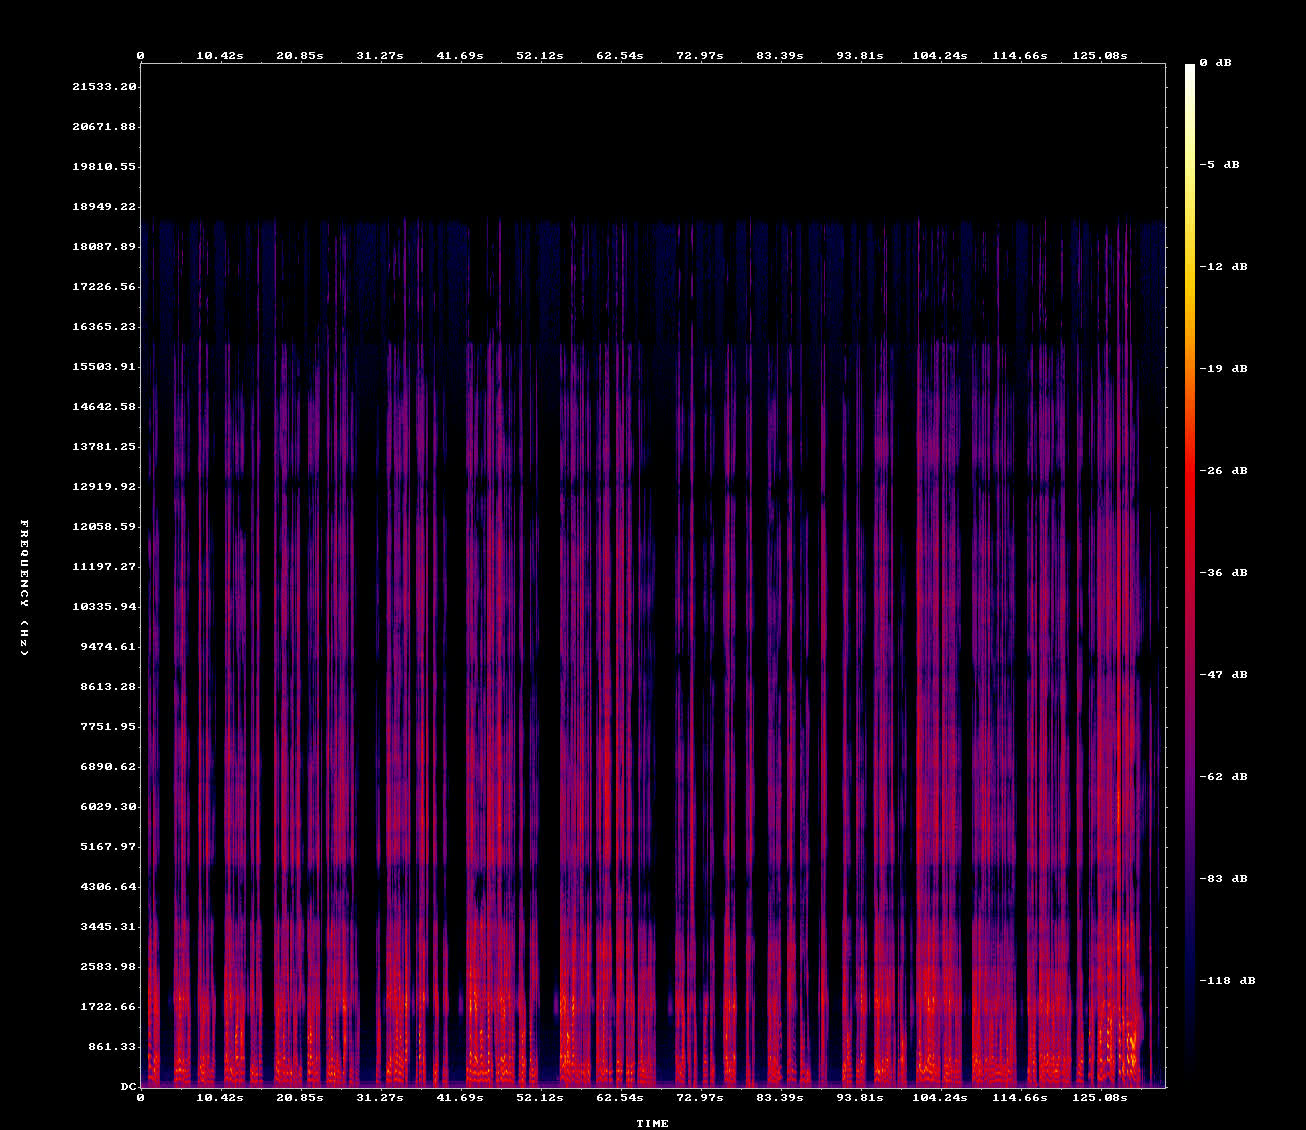 0 10.42s 20.85s 31.27s 41.69s 52.12s 62.54s 72.97s 83.39s 93.81s 104.24s 114.66s 125.08s
21533.20
20671.88
19810.55
18949.22
18087.89
17226.56
16365.23
15503.91
14642.58
13781.25
12919.92
12058.59
11197.27
10335.94
9474.61
8613.28
7751.95
6890.62
6029.30
5167.97
4306.64
3445.31
2583.98
1722.66
861.33
DC
FREQUENCY (Hz)
0 dB
-5 dB
-12 dB
-19 dB
-26 dB
-36 dB
-47 dB
-62 dB
-83 dB
-118 dB
0 10.42s 20.85s 31.27s 41.69s 52.12s 62.54s 72.97s 83.39s 93.81s 104.24s 114.66s 125.08s
TIME